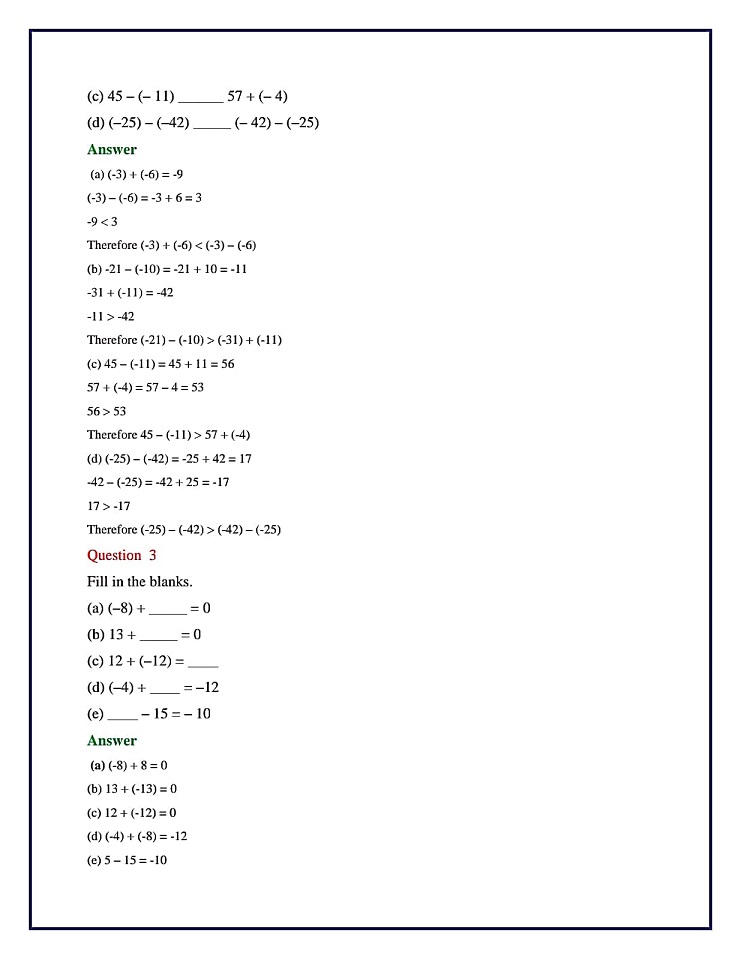 (c) 45 – (– 11) ______ 57 + (– 4)
(d) (–25) – (–42) _____ (– 42) – (–25)
Answer
(a) (-3) + (-6) = -9
(-3) – (-6) = -3 + 6 = 3
-9 < 3
Therefore (-3) + (-6) < (-3) – (-6)
(b) -21 – (-10) = -21 + 10 = -11
-31 + (-11) = -42
-11 > -42
Therefore (-21) – (-10) > (-31) + (-11)
(c) 45 – (-11) = 45 + 11 = 56
57 + (-4) = 57 – 4 = 53
56 > 53
Therefore 45 – (-11) > 57 + (-4)
(d) (-25) – (-42) = -25 + 42 = 17
-42 – (-25) = -42 + 25 = -17
17 > -17
Therefore (-25) – (-42) > (-42) – (-25)
Question 3
Fill in the blanks.
(a) (–8) + _____ = 0
(b) 13 + _____ = 0
(c) 12 + (–12) = ____
(d) (–4) + ____ = –12
(e) ____ – 15 = – 10
Answer
(a) (-8) + 8 = 0
(b) 13 + (-13) = 0
(c) 12 + (-12) = 0
(d) (-4) + (-8) = -12
(e) 5 – 15 = -10